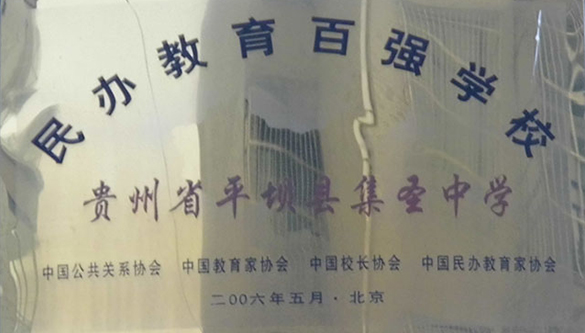 民办教育百强学校
贵州省平坝县集圣中学
中国公共关系协会 中国教育家协会 中国校长协会 中国民办教育家协会
二00六年五月·北京